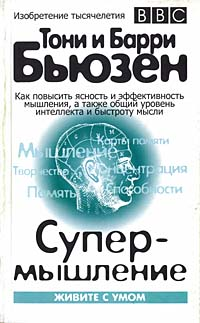 Изобретение тысячелетия
BBC
Тони и Барри
Бьюзен
Как повысить ясность и эффективность
мышления, а также общий уровень
интеллекта и быстроту мысли
Карты памяти
Мышление
Творчество
Концентрация
Память
Способности
Супер-
мышление
ЖИВИТЕ С УМОМ